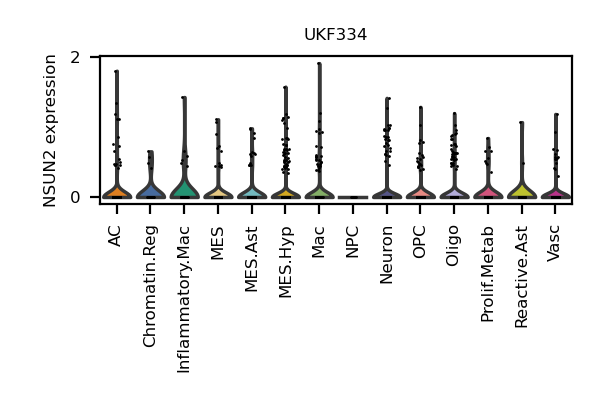 UKF334
NSUN2 expression
2
0
AC
Chromatin.Reg
Inflammatory.Mac
MES
MES.Ast
MES.Hyp
Mac
NPC
Neuron
OPC
Oligo
Prolif.Metab
Reactive.Ast
Vasc